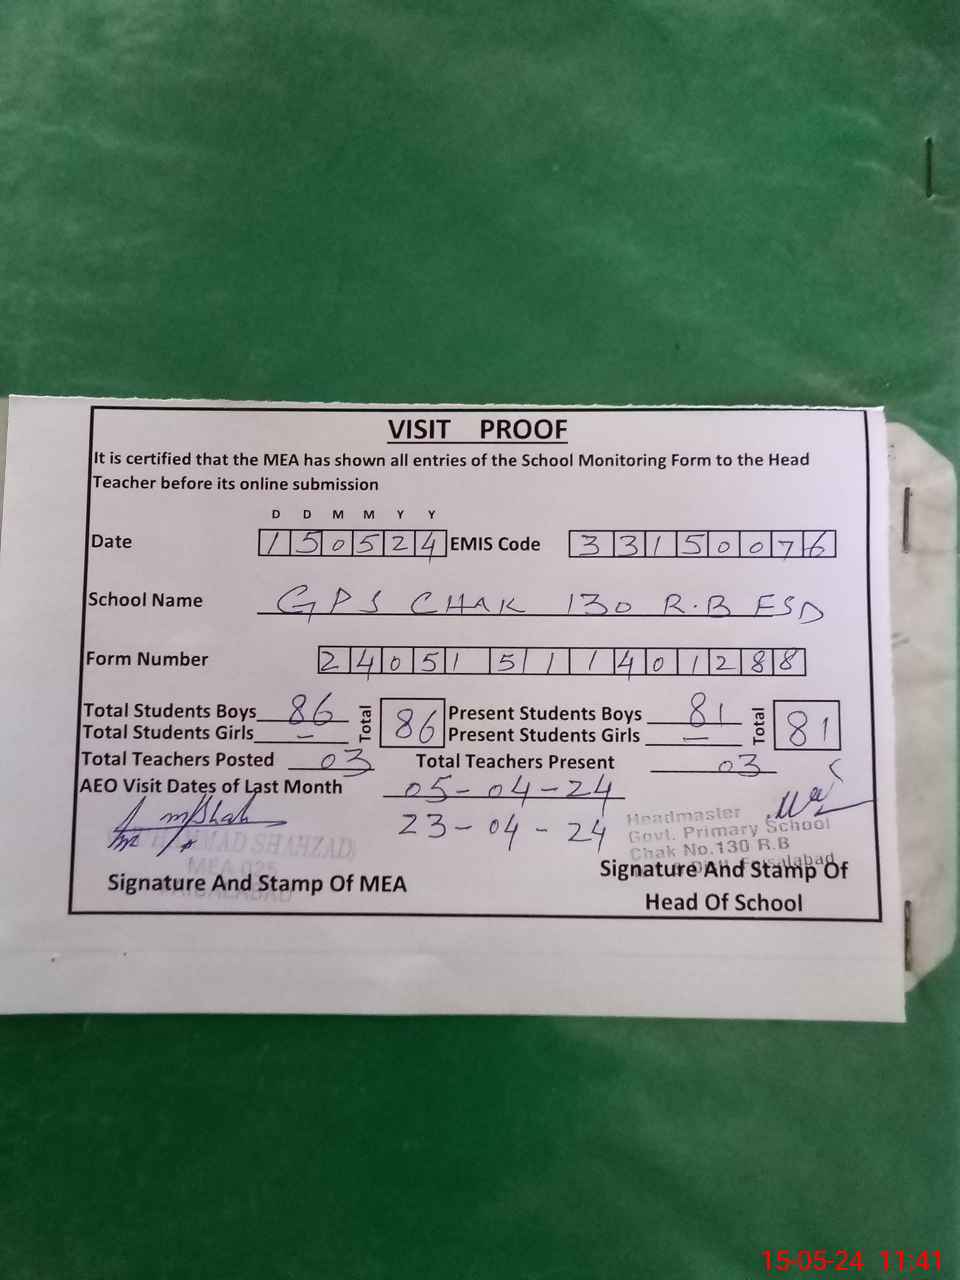 VISIT PROOF
It is certified that the MEA has shown all entries of the School Monitoring Form to the Head
Teacher before its online submission
D D M M Y Y
Date 150524 EMIS Code 33150076
School Name GPS CHAK 130 R.B FSD
Form Number 240515111401288
Total Students Boys 86 Total 86 Present Students Boys 81 Total 81
Total Students Girls - Present Students Girls -
Total Teachers Posted 03 Total Teachers Present 03
AEO Visit Dates of Last Month 05-04-24
23-04-24
Headmaster
Govt. Primary School
Chak No.130 R.B
Faisalabad
SHAHZAD
MEA
Signature And Stamp Of MEA
Signature And Stamp Of
Head Of School
15-05-24 11:41